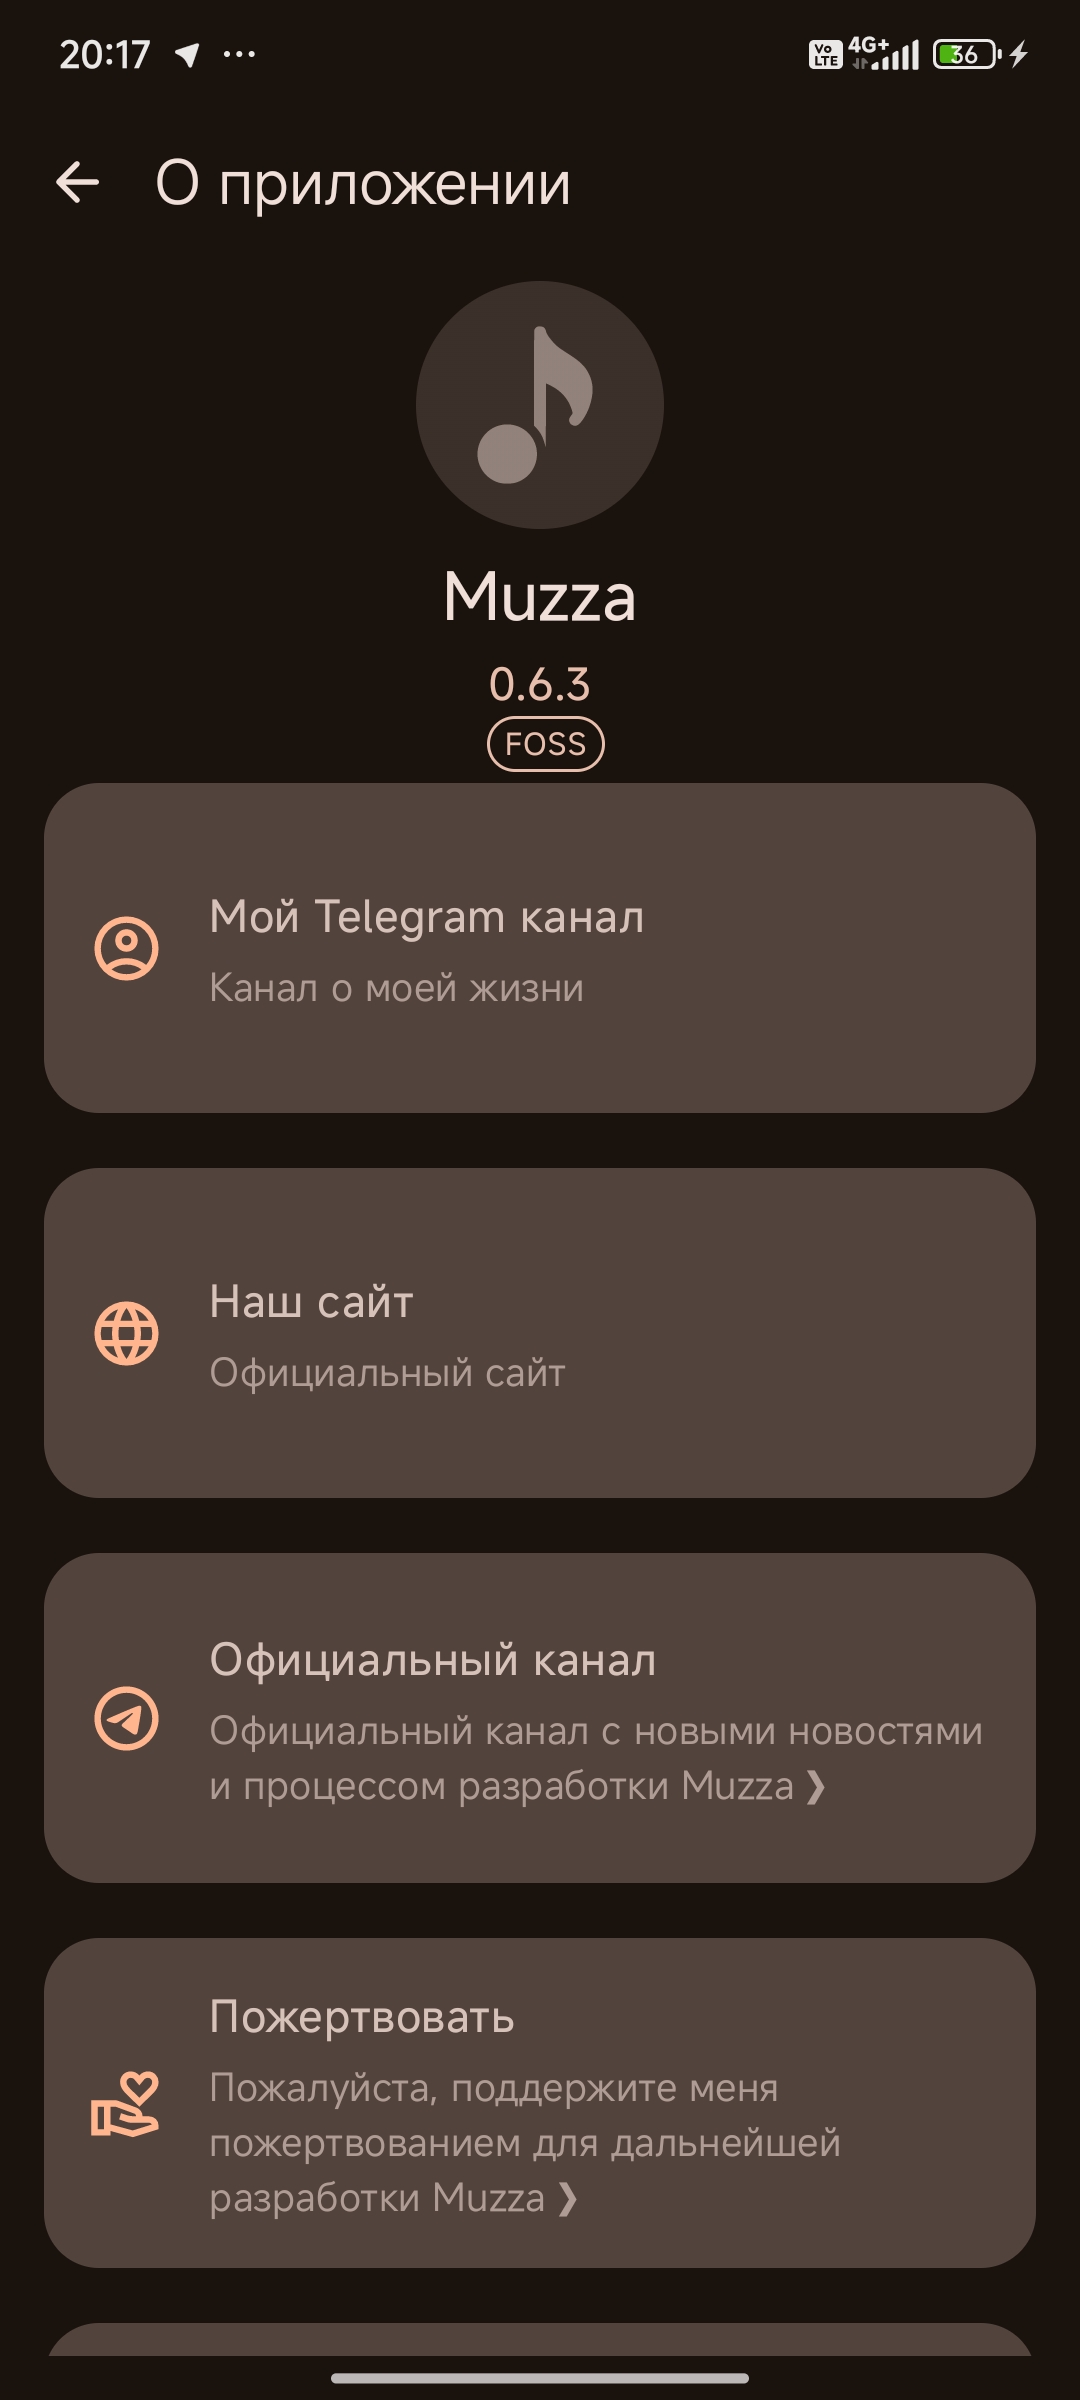 20:17
Vo LTE 4G+ 36
О приложении
Muzza
0.6.3
FOSS
Мой Telegram канал
Канал о моей жизни
Наш сайт
Официальный сайт
Официальный канал
Официальный канал с новыми новостями
и процессом разработки Muzza ❯
Пожертвовать
Пожалуйста, поддержите меня
пожертвованием для дальнейшей
разработки Muzza ❯